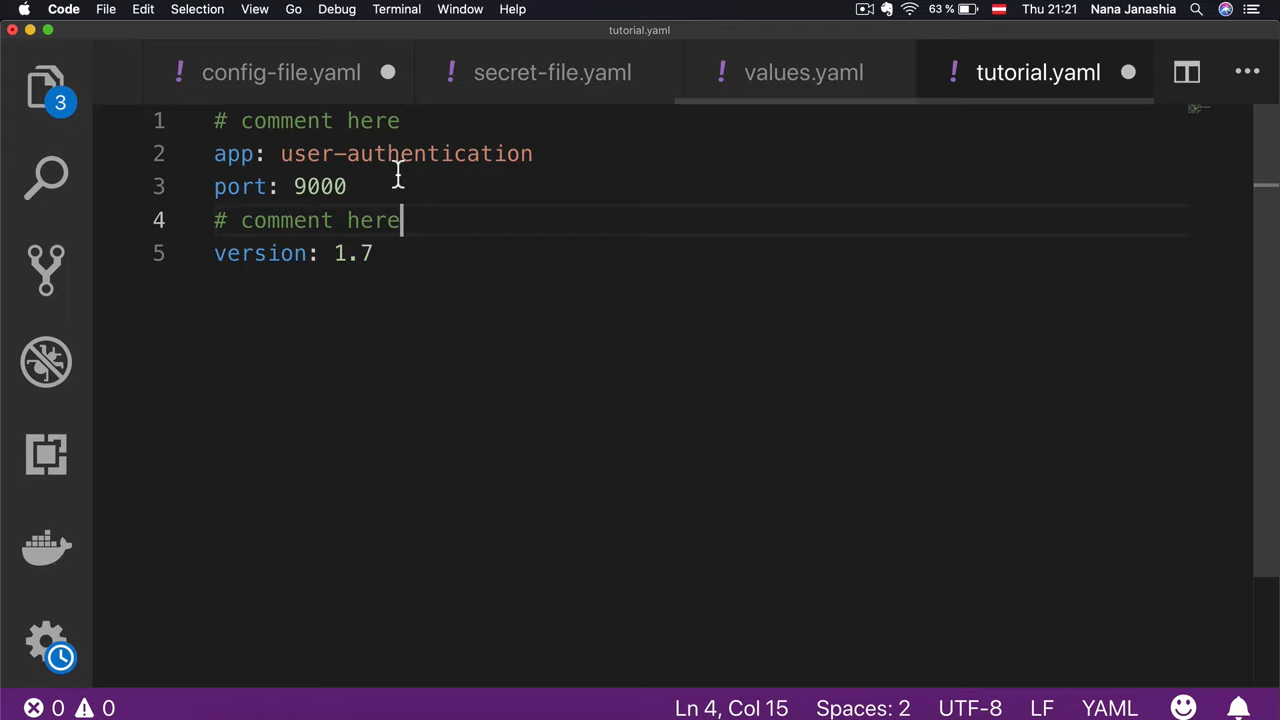 Code File Edit Selection View Go Debug Terminal Window Help 63 % Thu 21:21 Nana Janashia
tutorial.yaml
! config-file.yaml ! secret-file.yaml ! values.yaml ! tutorial.yaml
3
1 # comment here
2 app: user-authentication
3 port: 9000
4 # comment here
5 version: 1.7
0 0 Ln 4, Col 15 Spaces: 2 UTF-8 LF YAML